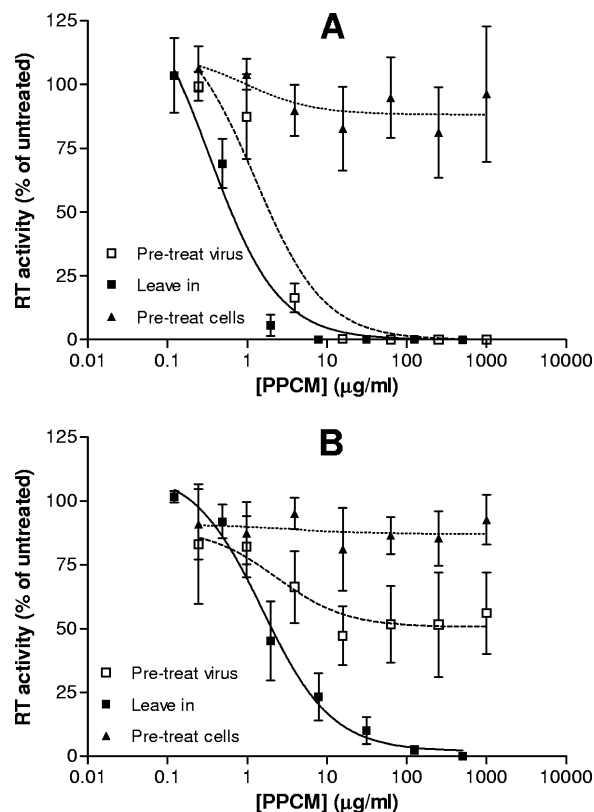 A
RT activity (% of untreated)
125
100
75
50
25
0
Pre-treat virus
Leave in
Pre-treat cells
0.01 0.1 1 10 100 1000 10000
[PPCM] (μg/ml)
B
RT activity (% of untreated)
125
100
75
50
25
0
Pre-treat virus
Leave in
Pre-treat cells
0.01 0.1 1 10 100 1000 10000
[PPCM] (μg/ml)